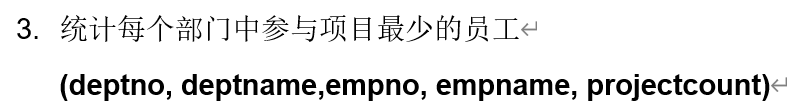 3. 统计每个部门中参与项目最少的员工↵
(deptno, deptname,empno, empname, projectcount)↵